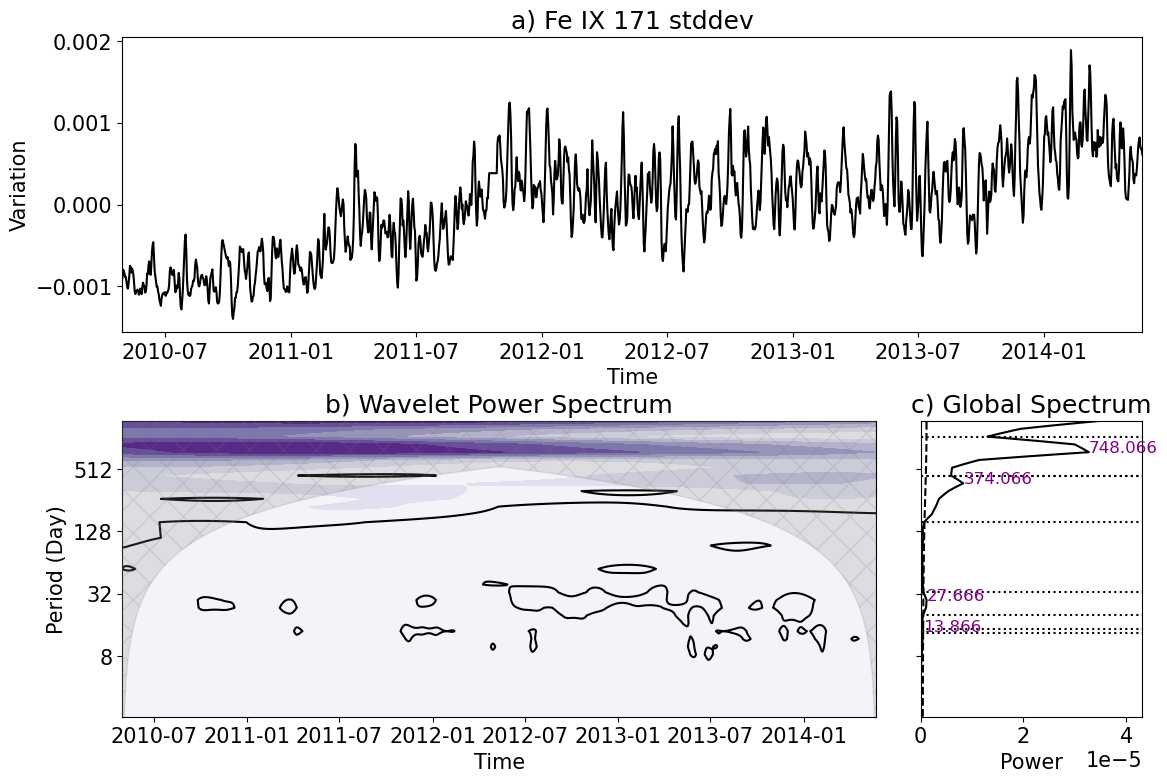 a) Fe IX 171 stddev
Variation
0.002
0.001
0.000
−0.001
2010-07 2011-01 2011-07 2012-01 2012-07 2013-01 2013-07 2014-01
Time
b) Wavelet Power Spectrum
Period (Day)
512
128
32
8
2010-07 2011-01 2011-07 2012-01 2012-07 2013-01 2013-07 2014-01
Time
c) Global Spectrum
748.066
374.066
27.666
13.866
0 2 4
Power 1e−5